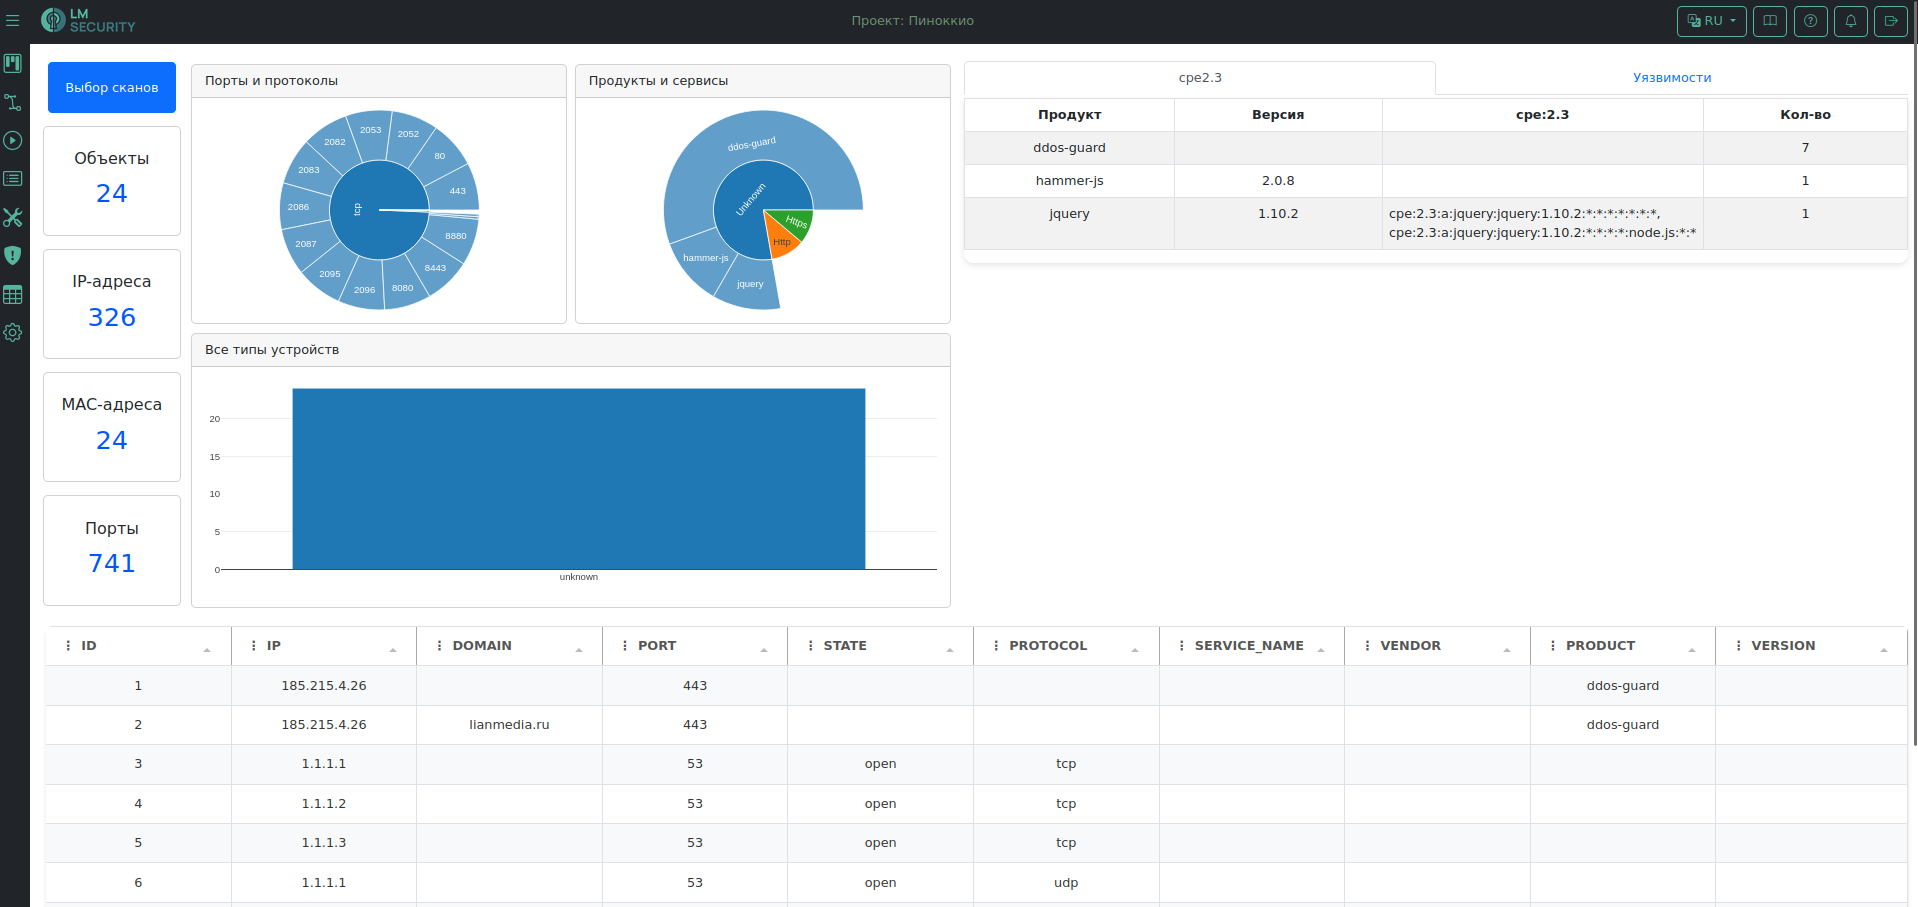 LM
SECURITY
Проект: Пиноккио
RU
Выбор сканов
Объекты
24
IP-адреса
326
MAC-адреса
24
Порты
741
Порты и протоколы
2053
2052
2082
80
2083
443
2086
tcp
2087
8880
2095
8443
2096
8080
Продукты и сервисы
ddos-guard
Unknown
Https
Http
hammer-js
jquery
Все типы устройств
20
15
10
5
0
unknown
cpe2.3
Уязвимости
Продукт Версия cpe:2.3 Кол-во
ddos-guard 7
hammer-js 2.0.8 1
jquery 1.10.2 cpe:2.3:a:jquery:jquery:1.10.2:*:*:*:*:*:*:*, 1
cpe:2.3:a:jquery:jquery:1.10.2:*:*:*:*:node.js:*:*
ID IP DOMAIN PORT STATE PROTOCOL SERVICE_NAME VENDOR PRODUCT VERSION
1 185.215.4.26 443 ddos-guard
2 185.215.4.26 lianmedia.ru 443 ddos-guard
3 1.1.1.1 53 open tcp
4 1.1.1.2 53 open tcp
5 1.1.1.3 53 open tcp
6 1.1.1.1 53 open udp